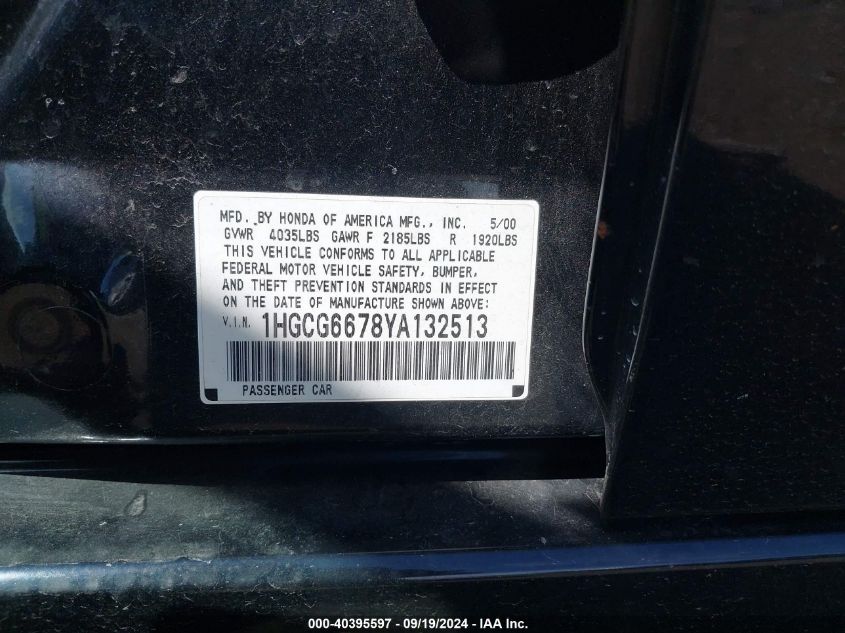 MFD. BY HONDA OF AMERICA MFG., INC. 5/00
GVWR 4035LBS GAWR F 2185LBS R 1920LBS
THIS VEHICLE CONFORMS TO ALL APPLICABLE
FEDERAL MOTOR VEHICLE SAFETY, BUMPER,
AND THEFT PREVENTION STANDARDS IN EFFECT
ON THE DATE OF MANUFACTURE SHOWN ABOVE:
V.I.N. 1HGCG6678YA132513
PASSENGER CAR
000-40395597 - 09/19/2024 - IAA Inc.